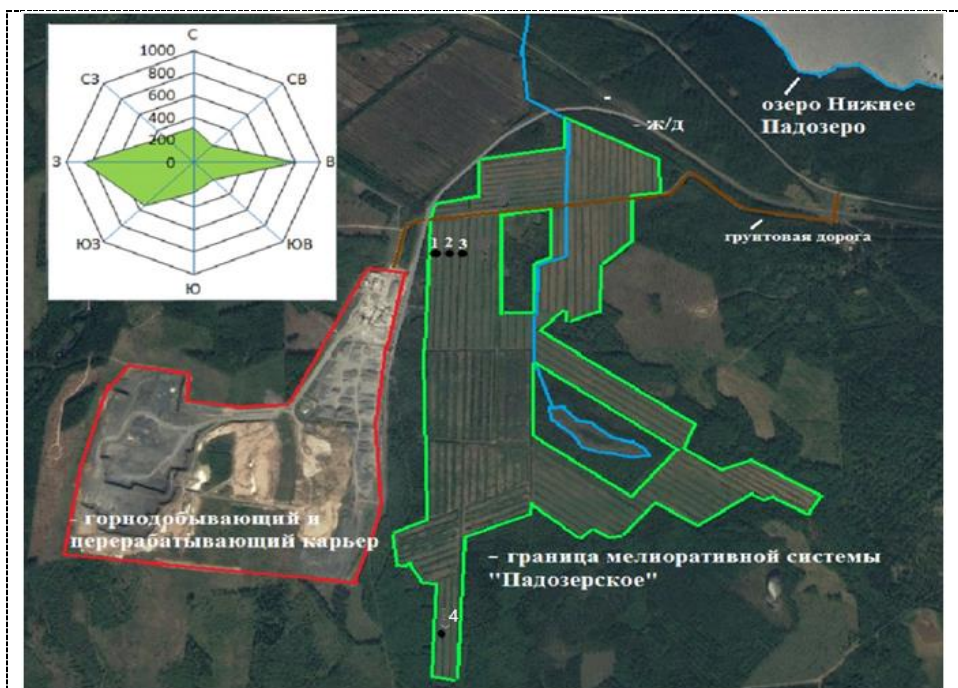 С
1000
800
СЗ
СВ
600
400
200
З
0
В
ЮЗ
ЮВ
Ю
озеро Нижнее
Падозеро
-
- ж/д
грунтовая дорога
1 2 3
- горнодобывающий и
перерабатывающий карьер
- граница мелиоративной системы
"Падозерское"
4